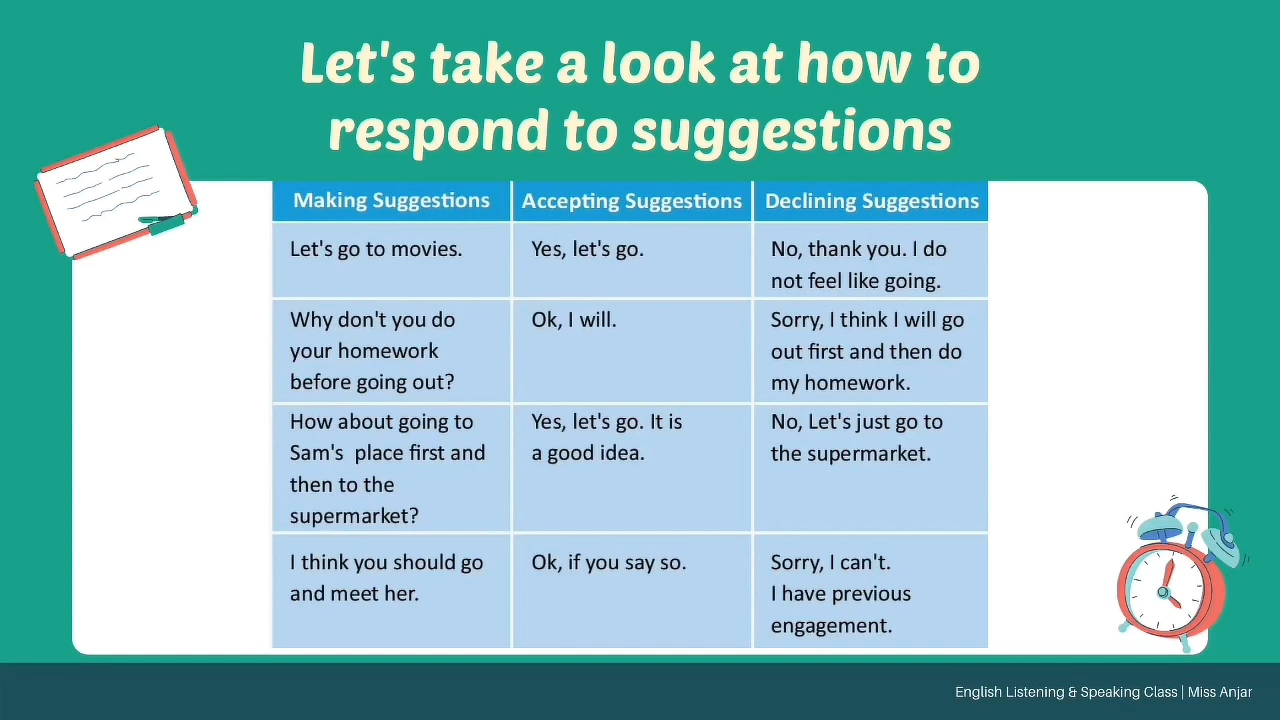 Let's take a look at how to
respond to suggestions
Making Suggestions
Accepting Suggestions
Declining Suggestions
Let's go to movies.
Yes, let's go.
No, thank you. I do
not feel like going.
Why don't you do
your homework
before going out?
Ok, I will.
Sorry, I think I will go
out first and then do
my homework.
How about going to
Sam's  place first and
then to the
supermarket?
Yes, let's go. It is
a good idea.
No, Let's just go to
the supermarket.
I think you should go
and meet her.
Ok, if you say so.
Sorry, I can't.
I have previous
engagement.
English Listening & Speaking Class | Miss Anjar